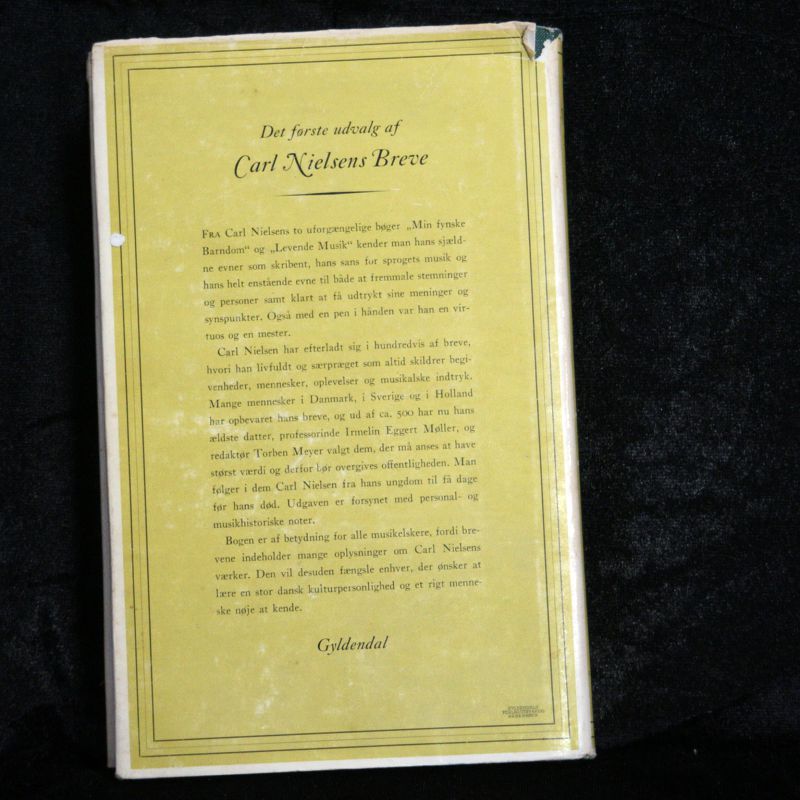 Det første udvalg af
Carl Nielsens Breve
FRA Carl Nielsens to uforgængelige bøger „Min fynske
Barndom“ og „Levende Musik“ kender man hans sjæld-
ne evner som skribent, hans sans for sprogets musik og
hans helt enstående evne til både at fremmale stemninger
og personer samt klart at få udtrykt sine meninger og
synspunkter. Også med en pen i hånden var han en vir-
tuos og en mester.
Carl Nielsen har efterladt sig i hundredvis af breve,
hvori han livfuldt og særpræget som altid skildrer begi-
venheder, mennesker, oplevelser og musikalske indtryk.
Mange mennesker i Danmark, i Sverige og i Holland
har opbevaret hans breve, og ud af ca. 500 har nu hans
ældste datter, professorinde Irmelin Eggert Møller, og
redaktør Torben Meyer valgt dem, der må anses at have
størst værdi og derfor bør overgives offentligheden. Man
følger i dem Carl Nielsen fra hans ungdom til få dage
før hans død. Udgaven er forsynet med personal- og
musikhistoriske noter.
Bogen er af betydning for alle musikelskere, fordi bre-
vene indeholder mange oplysninger om Carl Nielsens
værker. Den vil desuden fængsle enhver, der ønsker at
lære en stor dansk kulturpersonlighed og et rigt menne-
ske nøje at kende.
Gyldendal